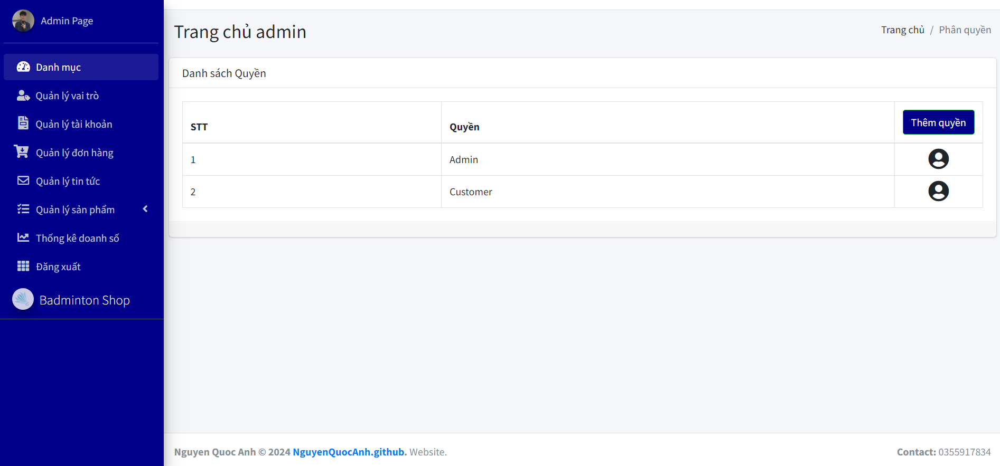 Admin Page
Danh mục
Quản lý vai trò
Quản lý tài khoản
Quản lý đơn hàng
Quản lý tin tức
Quản lý sản phẩm
Thống kê doanh số
Đăng xuất
Badminton Shop
Trang chủ admin
Trang chủ / Phân quyền
Danh sách Quyền
STT Quyền Thêm quyền
1 Admin
2 Customer
Nguyen Quoc Anh © 2024 NguyenQuocAnh.github. Website.
Contact: 0355917834